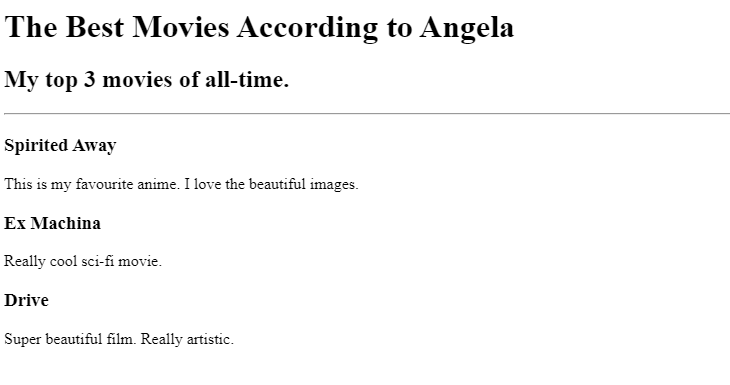 The Best Movies According to Angela
My top 3 movies of all-time.
Spirited Away
This is my favourite anime. I love the beautiful images.
Ex Machina
Really cool sci-fi movie.
Drive
Super beautiful film. Really artistic.